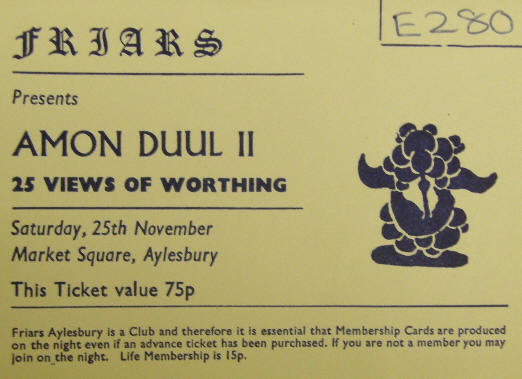 E280
FRIARS
Presents
AMON DUUL II
25 VIEWS OF WORTHING
Saturday, 25th November
Market Square, Aylesbury
This Ticket value 75p
Friars Aylesbury is a Club and therefore it is essential that Membership Cards are produced
on the night even if an advance ticket has been purchased. If you are not a member you may
join on the night. Life Membership is 15p.